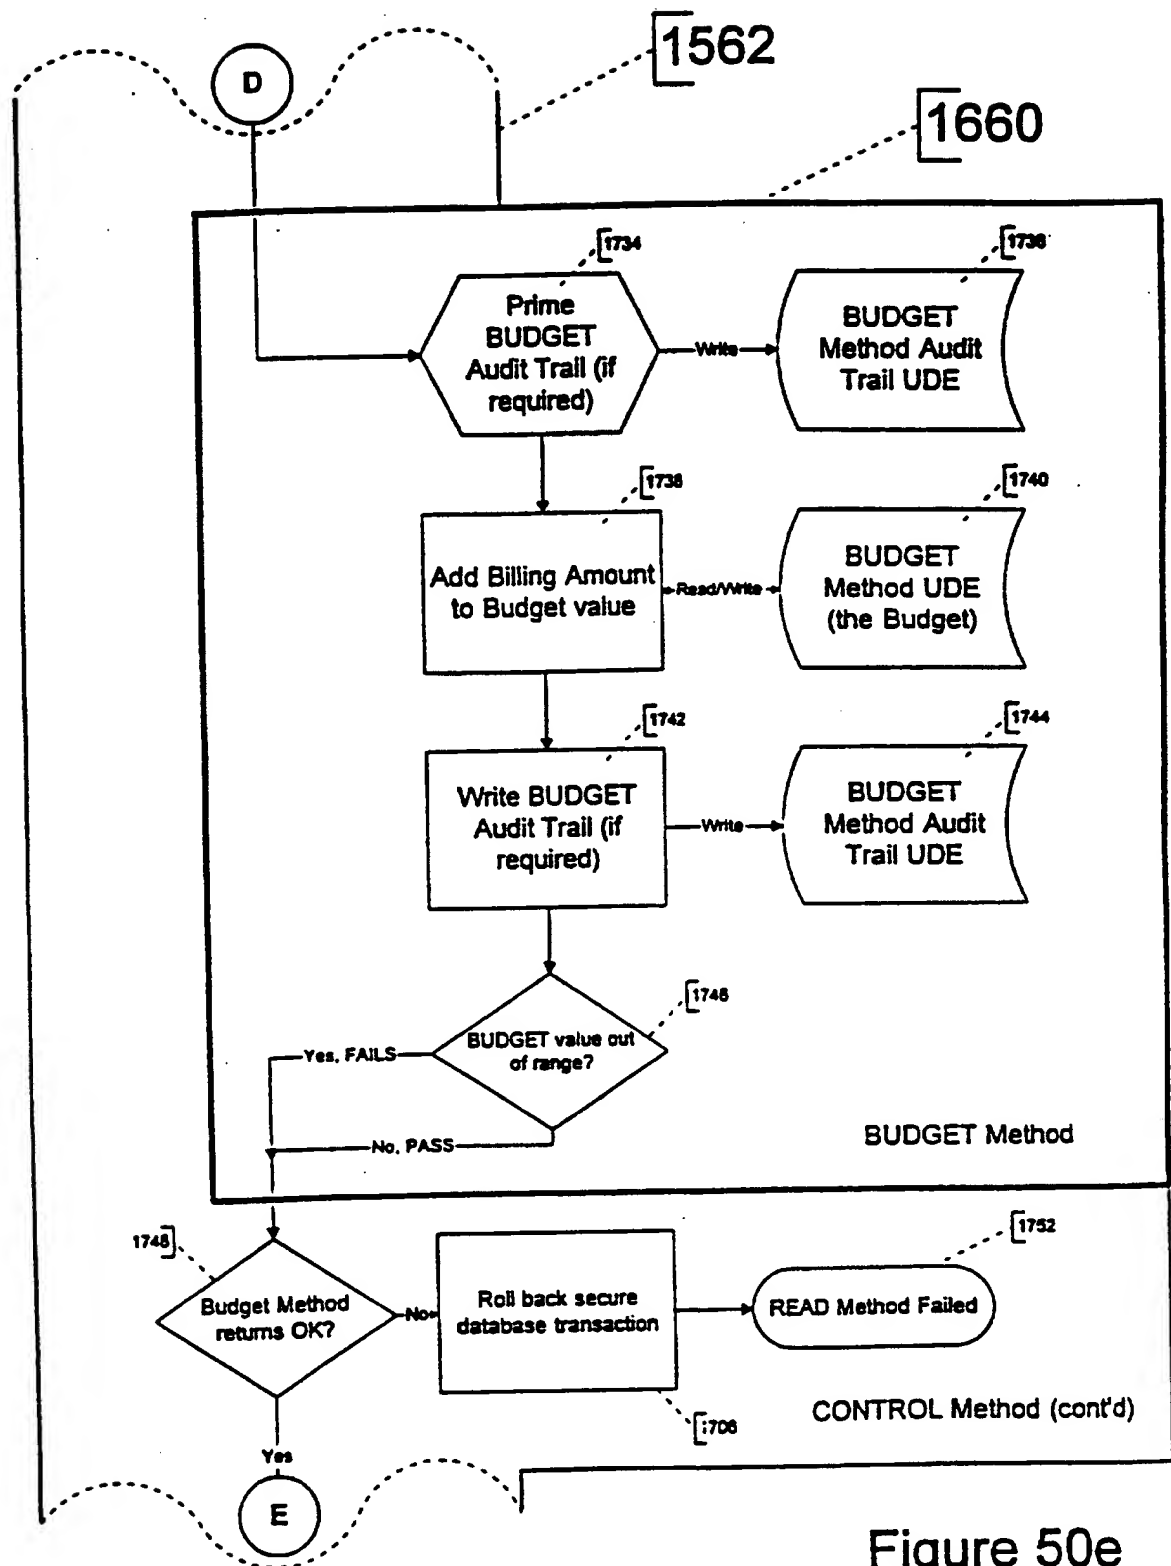 D
1562
1660
1734
Prime
BUDGET
Audit Trail (if
required)
Write
1736
BUDGET
Method Audit
Trail UDE
1738
Add Billing Amount
to Budget value
Read/Write
1740
BUDGET
Method UDE
(the Budget)
1742
Write BUDGET
Audit Trail (if
required)
Write
1744
BUDGET
Method Audit
Trail UDE
1746
BUDGET value out
of range?
Yes, FAILS
No, PASS
BUDGET Method
1748
Budget Method
returns OK?
No
Roll back secure
database transaction
1752
READ Method Failed
CONTROL Method (cont'd)
Yes
E
Figure 50e